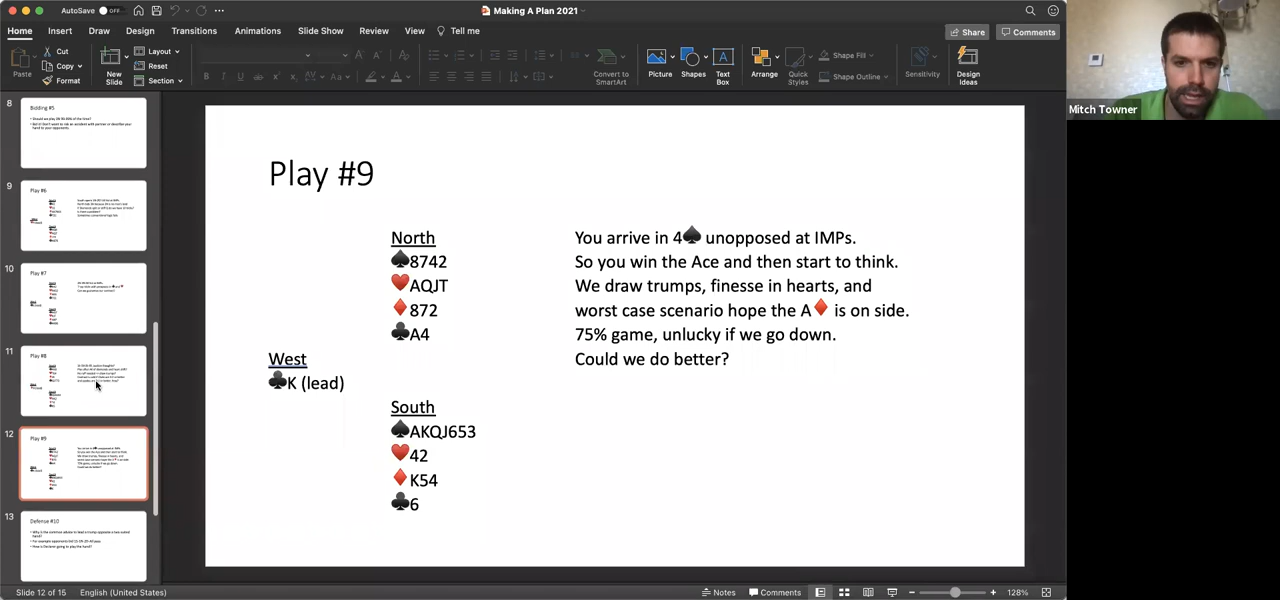 AutoSave OFF
Making A Plan 2021
Home Insert Draw Design Transitions Animations Slide Show Review View Tell me
Share Comments
Paste
Cut
Copy
Format
New Slide
Layout
Reset
Section
Convert to SmartArt
Picture
Shapes
Text Box
Arrange
Quick Styles
Shape Fill
Shape Outline
Sensitivity
Design Ideas
Mitch Towner
8
Bidding #5
9
Play #6
10
Play #7
11
Play #8
12
Play #9
13
Defense #10
Play #9
North
♠8742
♥AQJT
♦872
♣A4
West
♣K (lead)
South
♠AKQJ653
♥42
♦K54
♣6
You arrive in 4♠ unopposed at IMPs.
So you win the Ace and then start to think.
We draw trumps, finesse in hearts, and
worst case scenario hope the A♦ is on side.
75% game, unlucky if we go down.
Could we do better?
Slide 12 of 15 English (United States)
Notes Comments 128%